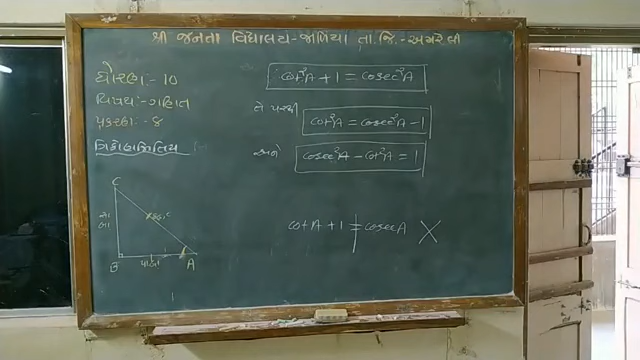 શ્રી જનતા વિદ્યાલય-જાળિયા તા.જિ:- અમરેલી
ધોરણ:- 10
વિષય:- ગણિત
પ્રકરણ:- 8
ત્રિકોણમિતિય
cot²A + 1 = cosec²A
તે પરથી
cot²A = cosec²A - 1
અને
cosec²A - cot²A = 1
cot A + 1 = cosec A ✗
C
B
A